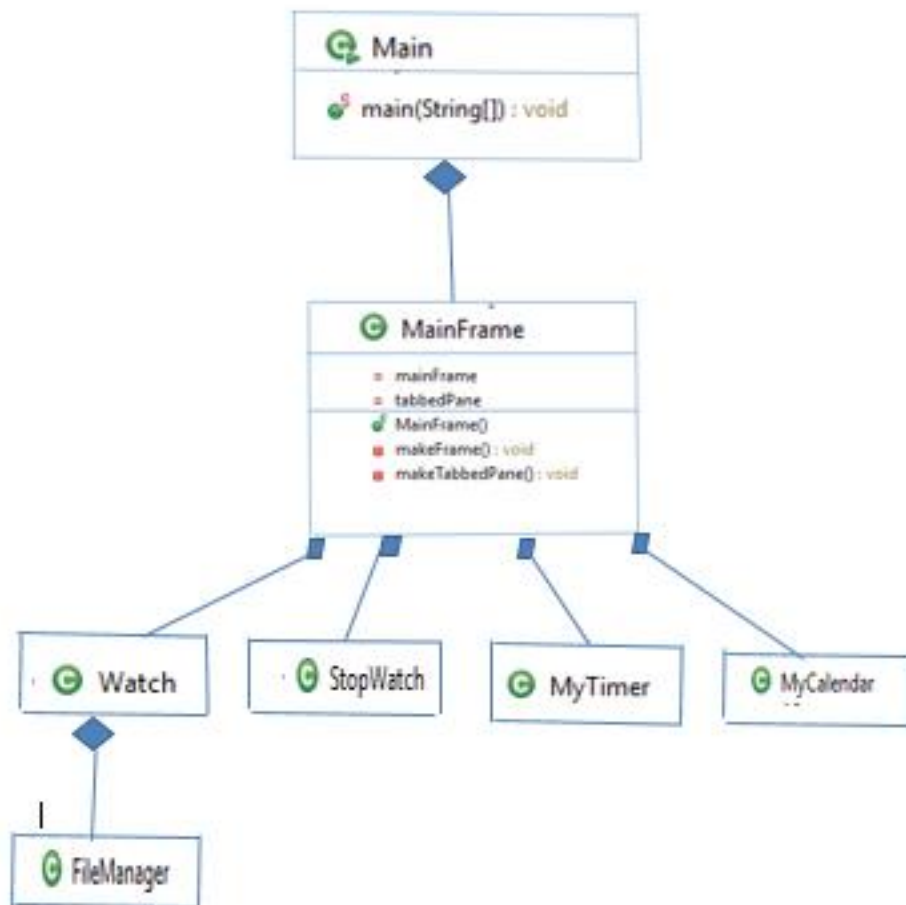 Main
main(String[]) : void
MainFrame
mainFrame
tabbedPane
MainFrame()
makeFrame() : void
makeTabbedPane() : void
Watch
StopWatch
MyTimer
MyCalendar
FileManager